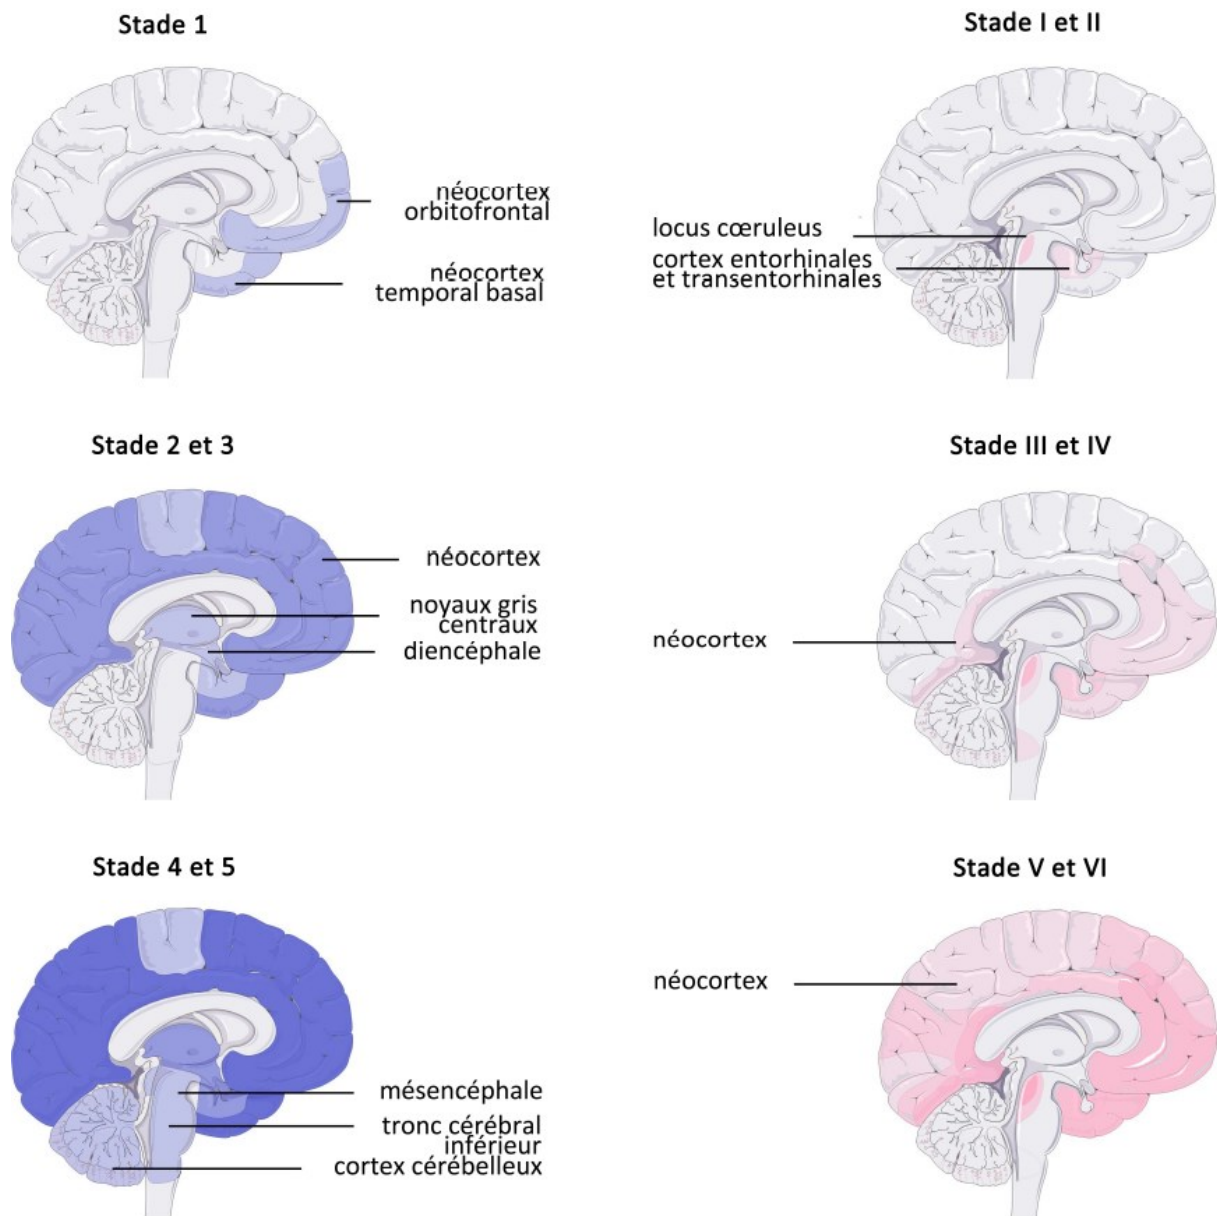 Stade 1
Stade I et II
néocortex
orbitofrontal
néocortex
temporal basal
locus cœruleus
cortex entorhinales
et transentorhinales
Stade 2 et 3
Stade III et IV
néocortex
noyaux gris
centraux
diencéphale
néocortex
Stade 4 et 5
Stade V et VI
mésencéphale
tronc cérébral
inférieur
cortex cérébelleux
néocortex